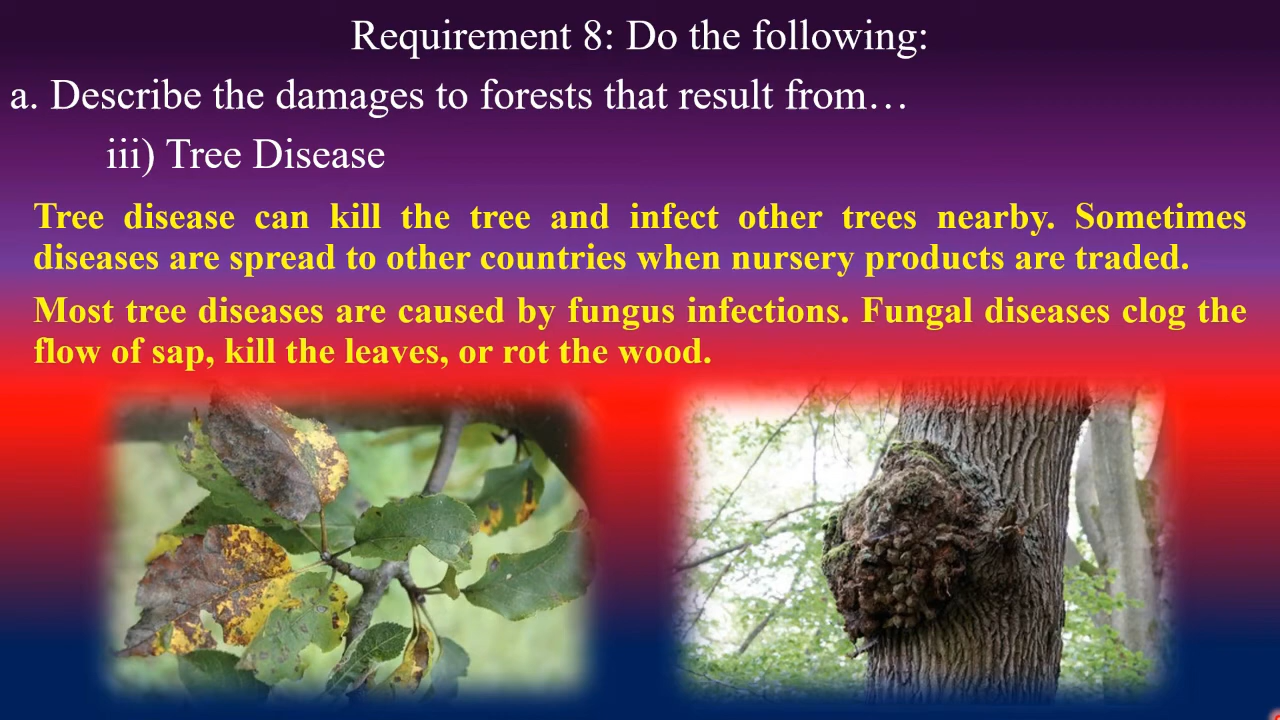 Requirement 8: Do the following:
a. Describe the damages to forests that result from…
iii) Tree Disease
Tree disease can kill the tree and infect other trees nearby. Sometimes
diseases are spread to other countries when nursery products are traded.
Most tree diseases are caused by fungus infections. Fungal diseases clog the
flow of sap, kill the leaves, or rot the wood.